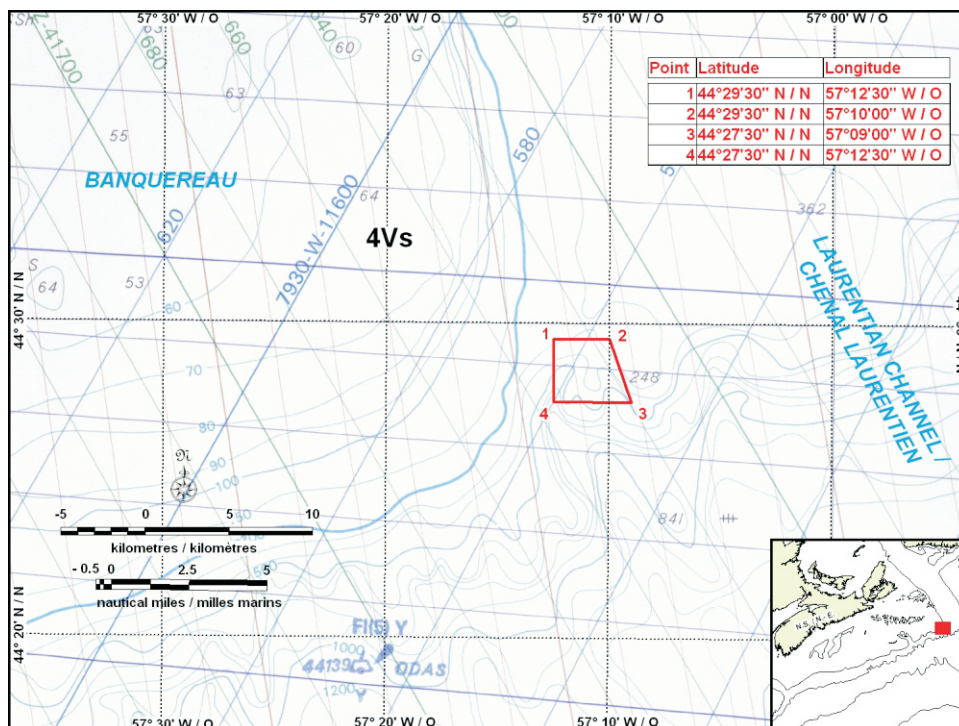 57°30' W / O
57°20' W / O
57°10' W / O
57°00' W / O
63
660
680
Z-41700
60
G
63
55
Point Latitude Longitude
1 44°29'30" N / N 57°12'30" W / O
2 44°29'30" N / N 57°10'00" W / O
3 44°27'30" N / N 57°09'00" W / O
4 44°27'30" N / N 57°12'30" W / O
580
BANQUEREAU
64
620
7930-W-11600
4Vs
362
LAURENTIAN CHANNEL /
CHENAL LAURENTIEN
S
64
53
60
44°30' N / N
1
2
70
248
4
3
80
90
100
841
-5 0 5 10
kilometres / kilomètres
- 0.5 0 2.5 5
nautical miles / milles marins
44°20' N / N
Fl(5) Y
1000
44139
ODAS
1200
N.S. / N.-É.
57°30' W / O
57°20' W / O
57°10' W / O